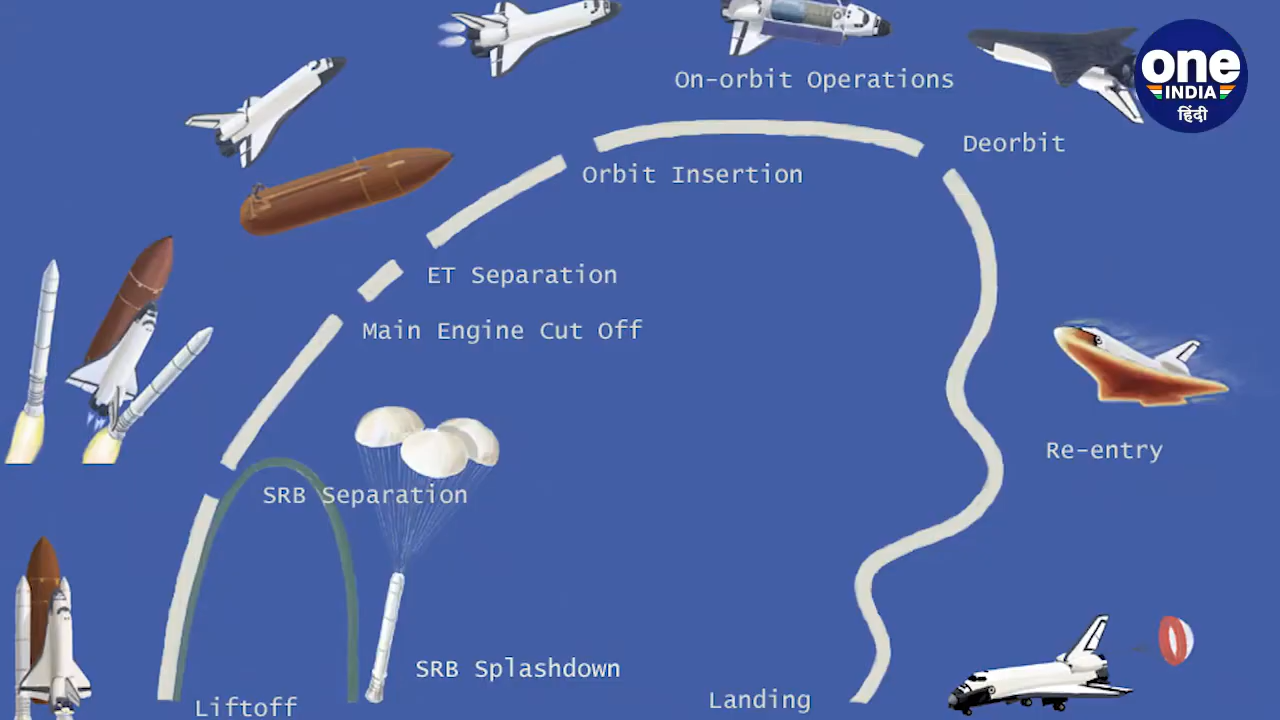 one
INDIA
हिंदी
On-orbit Operations
Deorbit
Orbit Insertion
ET Separation
Main Engine Cut Off
Re-entry
SRB Separation
SRB Splashdown
Liftoff
Landing